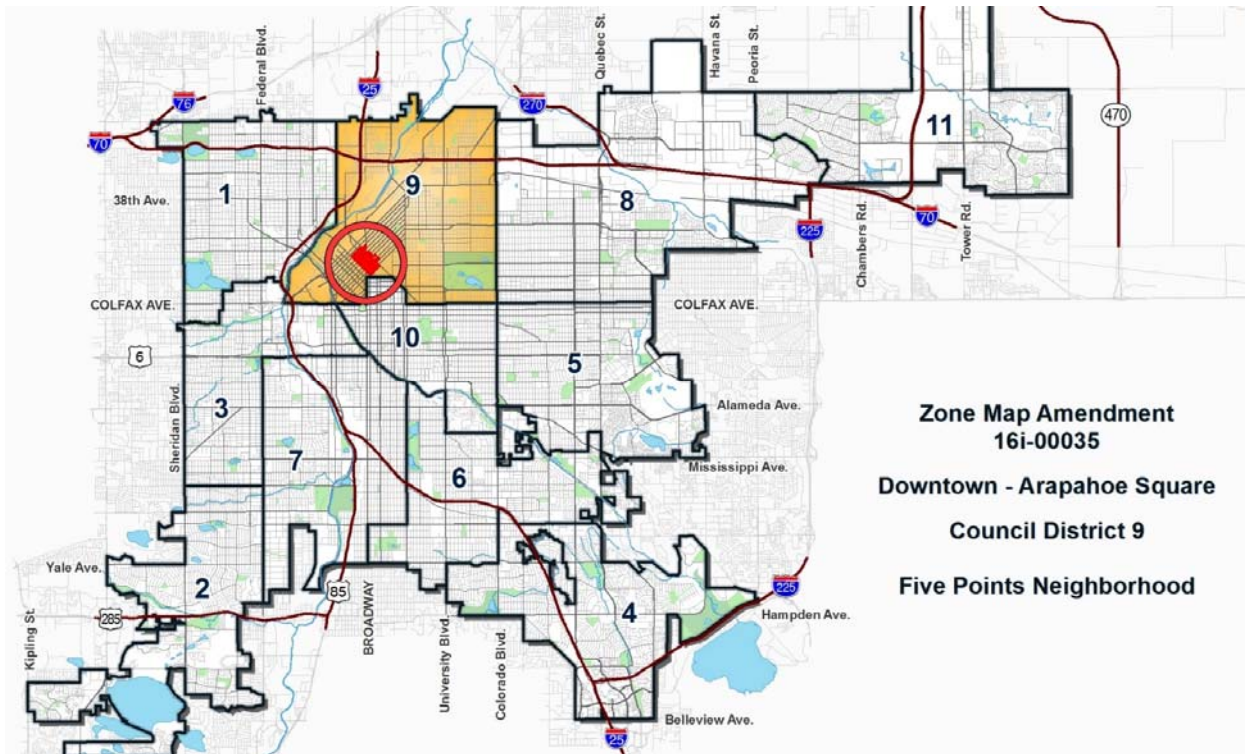 Federal Blvd.
Quebec St.
Havana St.
Peoria St.
76
25
270
470
70
11
1
9
8
38th Ave.
225
Chambers Rd.
70
Tower Rd.
COLFAX AVE.
COLFAX AVE.
10
6
5
Sheridan Blvd.
3
Alameda Ave.
7
Mississippi Ave.
6
Zone Map Amendment
16i-00035
Downtown - Arapahoe Square
Council District 9
Five Points Neighborhood
Yale Ave.
2
85
225
285
4
Hampden Ave.
Kipling St.
BROADWAY
University Blvd.
Colorado Blvd.
Belleview Ave.
25